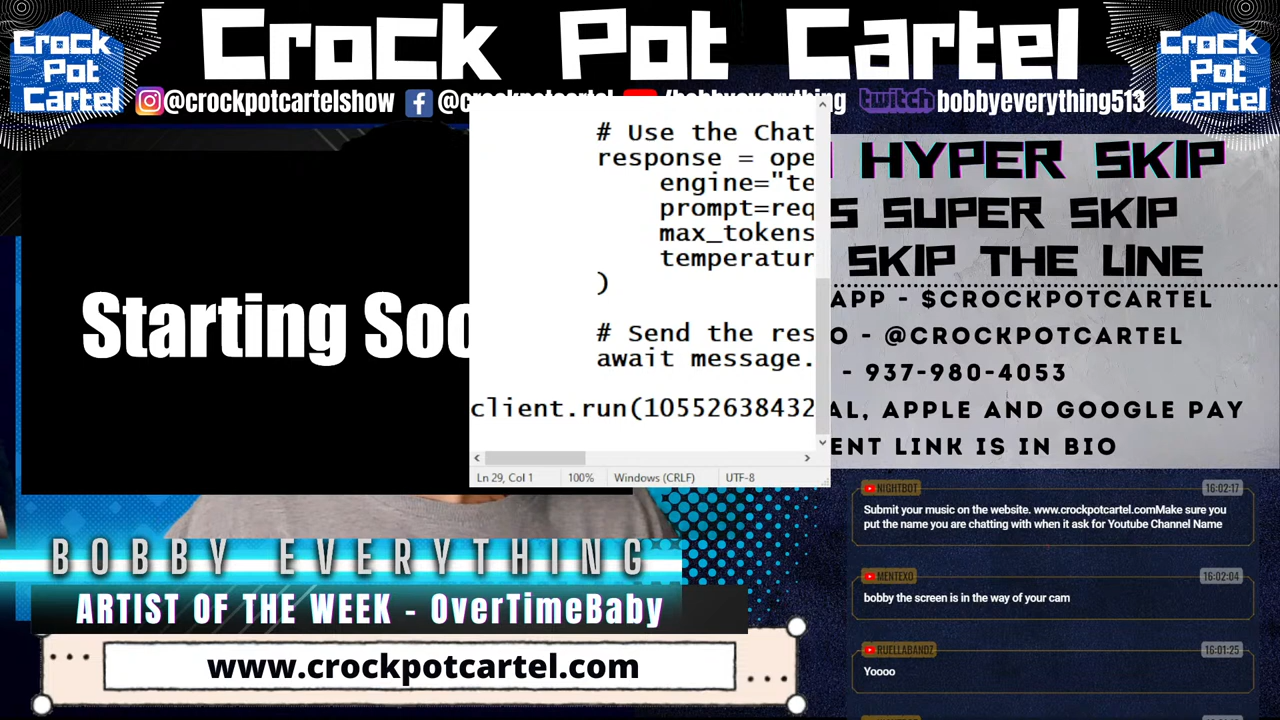 Crock Pot Cartel
Crock
Pot
Cartel
Crock
Pot
Cartel
@crockpotcartelshow
twitch bobbyeverything513
# Use the Chat
response = ope
engine="te
prompt=req
max_tokens
temperatur
)
# Send the res
await message.
client.run(10552638432
Ln 29, Col 1 100% Windows (CRLF) UTF-8
Starting Soo
HYPER SKIP
S SUPER SKIP
SKIP THE LINE
APP - $CROCKPOTCARTEL
O - @CROCKPOTCARTEL
- 937-980-4053
AL, APPLE AND GOOGLE PAY
ENT LINK IS IN BIO
NIGHTBOT 16:02:17
Submit your music on the website. www.crockpotcartel.comMake sure you
put the name you are chatting with when it ask for Youtube Channel Name
MENTEXO 16:02:04
bobby the screen is in the way of your cam
RUELLABANDZ 16:01:25
Yoooo
BOBBY EVERYTHING
ARTIST OF THE WEEK - OverTimeBaby
www.crockpotcartel.com